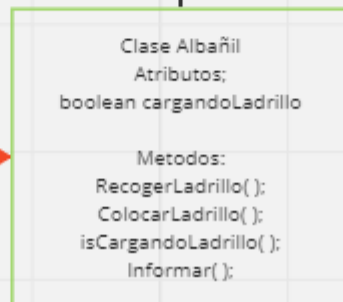 Clase Albañil
Atributos;
boolean cargandoLadrillo
Metodos:
RecogerLadrillo( );
ColocarLadrillo( );
isCargandoLadrillo( );
Informar( );